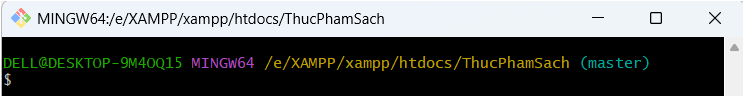 MINGW64:/e/XAMPP/xampp/htdocs/ThucPhamSach
DELL@DESKTOP-9M4OQ15 MINGW64 /e/XAMPP/xampp/htdocs/ThucPhamSach (master)
$